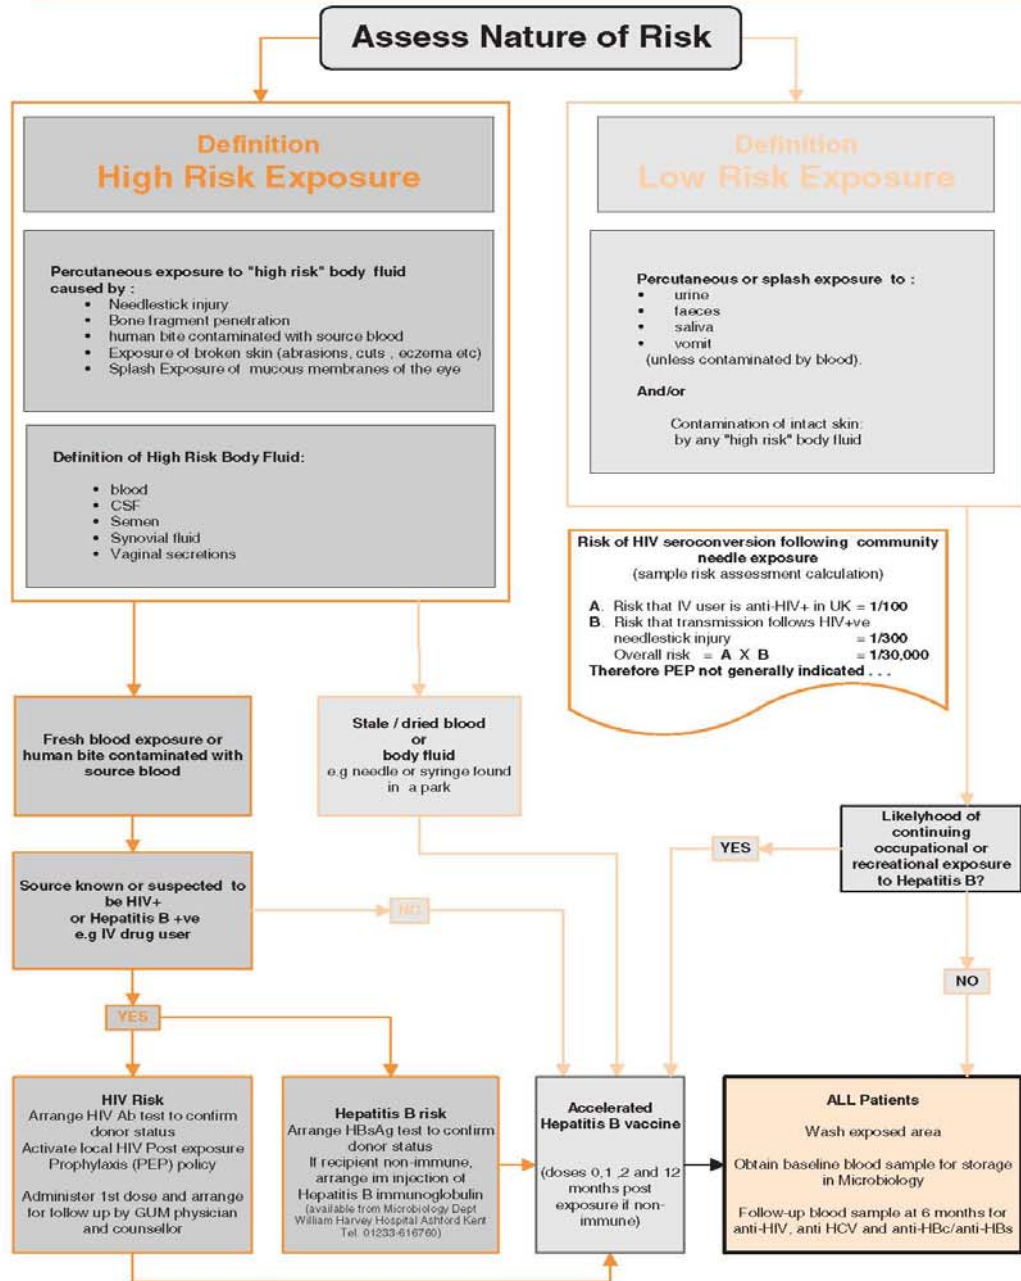 Assess Nature of Risk
Definition
High Risk Exposure
Percutaneous exposure to "high risk" body fluid
caused by :
• Needlestick injury
• Bone fragment penetration
• human bite contaminated with source blood
• Exposure of broken skin (abrasions, cuts , eczema etc)
• Splash Exposure of mucous membranes of the eye
Definition of High Risk Body Fluid:
• blood
• CSF
• Semen
• Synovial fluid
• Vaginal secretions
Definition
Low Risk Exposure
Percutaneous or splash exposure to :
• urine
• faeces
• saliva
• vomit
(unless contaminated by blood).
And/or
Contamination of intact skin:
by any "high risk" body fluid
Risk of HIV seroconversion following community
needle exposure
(sample risk assessment calculation)
A. Risk that IV user is anti-HIV+ in UK = 1/100
B. Risk that transmission follows HIV+ve
needlestick injury = 1/300
Overall risk = A X B = 1/30,000
Therefore PEP not generally indicated . . .
Fresh blood exposure or
human bite contaminated with
source blood
Stale / dried blood
or
body fluid
e.g needle or syringe found
in a park
Likelyhood of
continuing
occupational or
recreational exposure
to Hepatitis B?
YES
Source known or suspected to
be HIV+
or Hepatitis B +ve
e.g IV drug user
NO
NO
YES
HIV Risk
Arrange HIV Ab test to confirm
donor status
Activate local HIV Post exposure
Prophylaxis (PEP) policy
Administer 1st dose and arrange
for follow up by GUM physician
and counsellor
Hepatitis B risk
Arrange HBsAg test to confirm
donor status
If recipient non-immune,
arrange im injection of
Hepatitis B immunoglobulin
(available from Microbiology Dept
William Harvey Hospital Ashford Kent
Tel. 01233-616760)
Accelerated
Hepatitis B vaccine
(doses 0,1 ,2 and 12
months post
exposure if non-
immune)
ALL Patients
Wash exposed area
Obtain baseline blood sample for storage
in Microbiology
Follow-up blood sample at 6 months for
anti-HIV, anti HCV and anti-HBc/anti-HBs